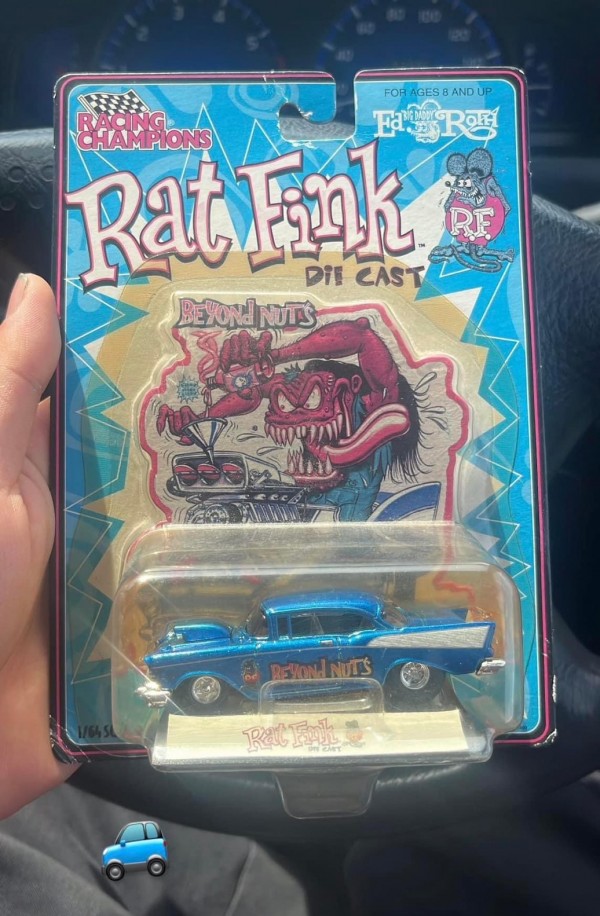 RACING
CHAMPIONS
FOR AGES 8 AND UP
Ed "BIG DADDY" Roth
Rat Fink
™
DIE CAST
R.F.
BEYOND NUTS
BEYOND NUTS
Rat Fink
DIE CAST